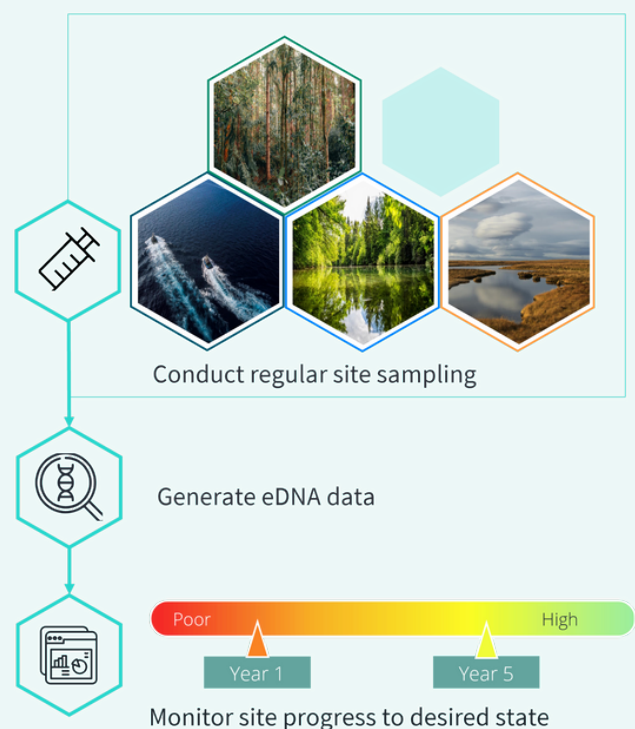 Conduct regular site sampling
Generate eDNA data
Poor
High
Year 1
Year 5
Monitor site progress to desired state